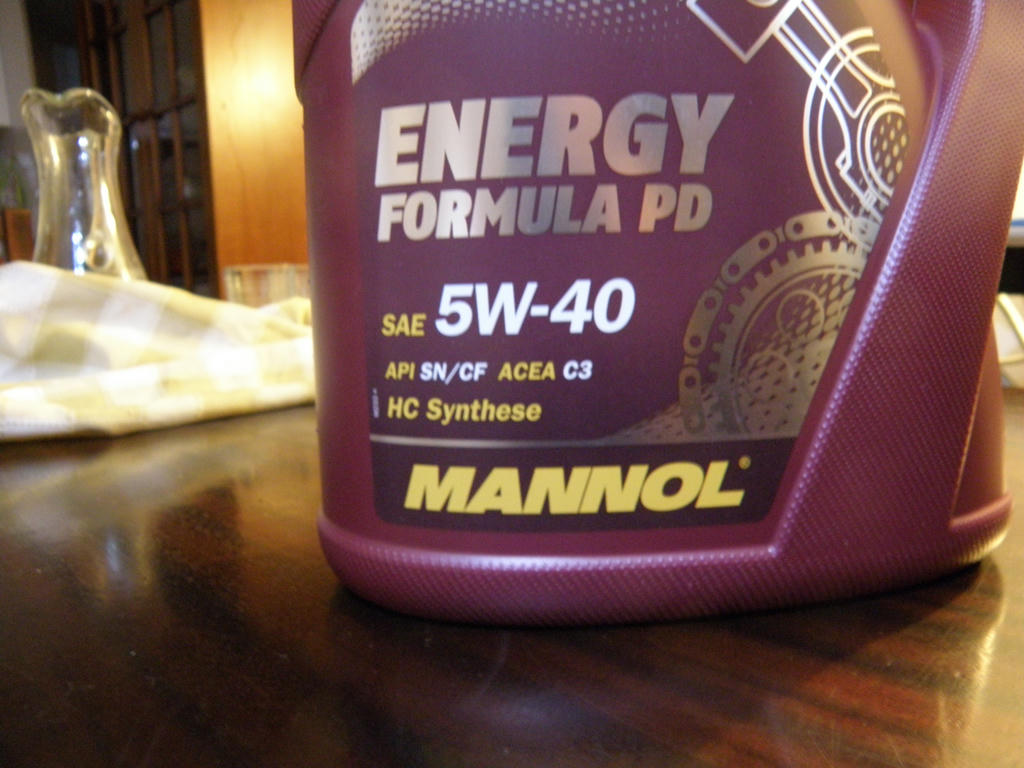 ENERGY
FORMULA PD
SAE 5W-40
API SN/CF ACEA C3
HC Synthese
MANNOL®